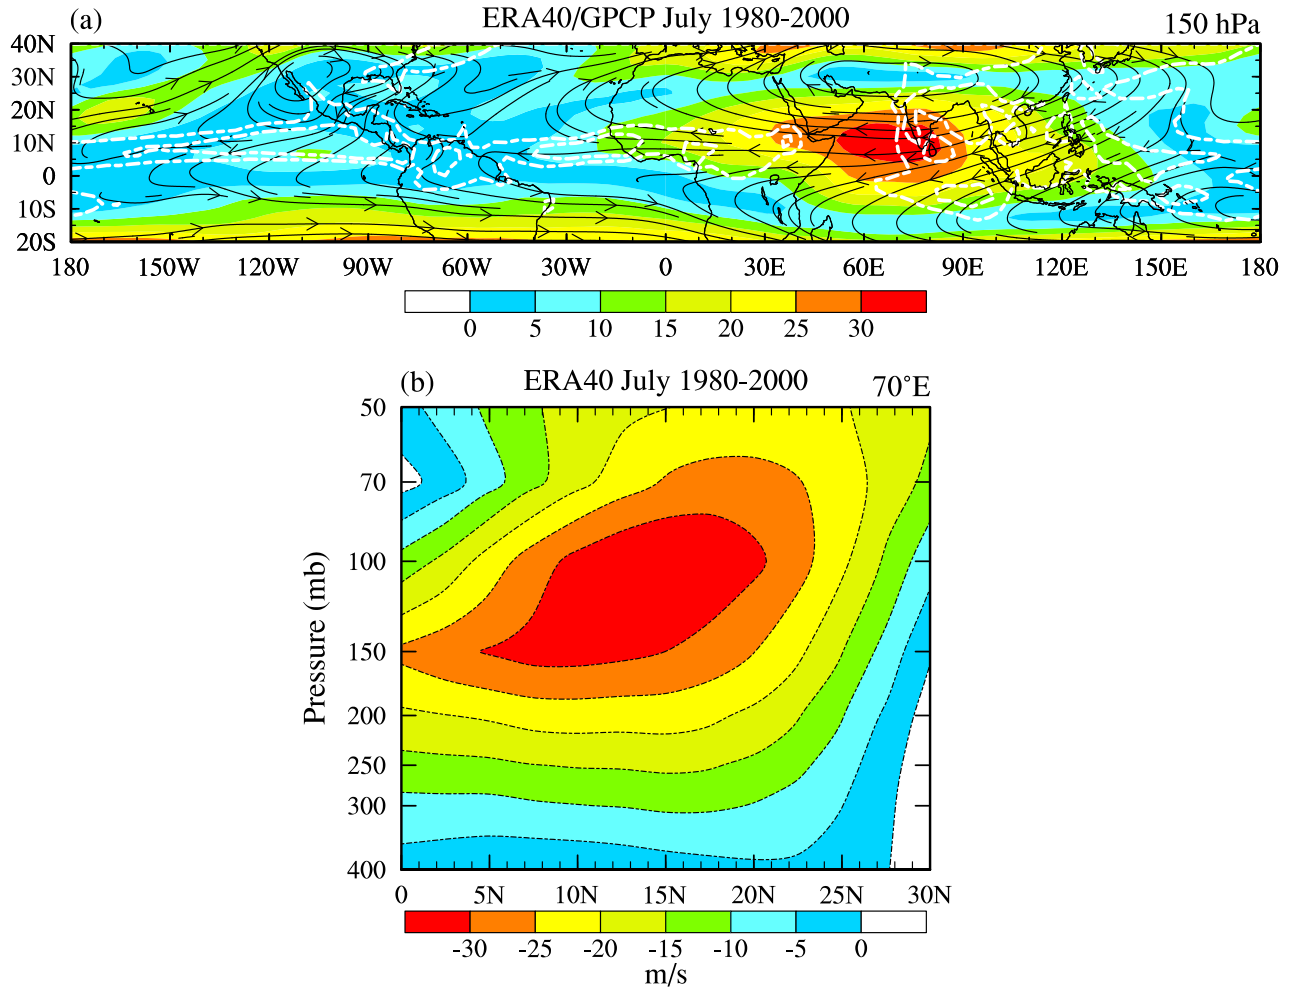 (a) ERA40/GPCP July 1980-2000 150 hPa
40N
30N
20N
10N
0
10S
20S
180 150W 120W 90W 60W 30W 0 30E 60E 90E 120E 150E 180
0 5 10 15 20 25 30
(b) ERA40 July 1980-2000 70°E
50
70
100
150
200
250
300
400
Pressure (mb)
0 5N 10N 15N 20N 25N 30N
-30 -25 -20 -15 -10 -5 0
m/s